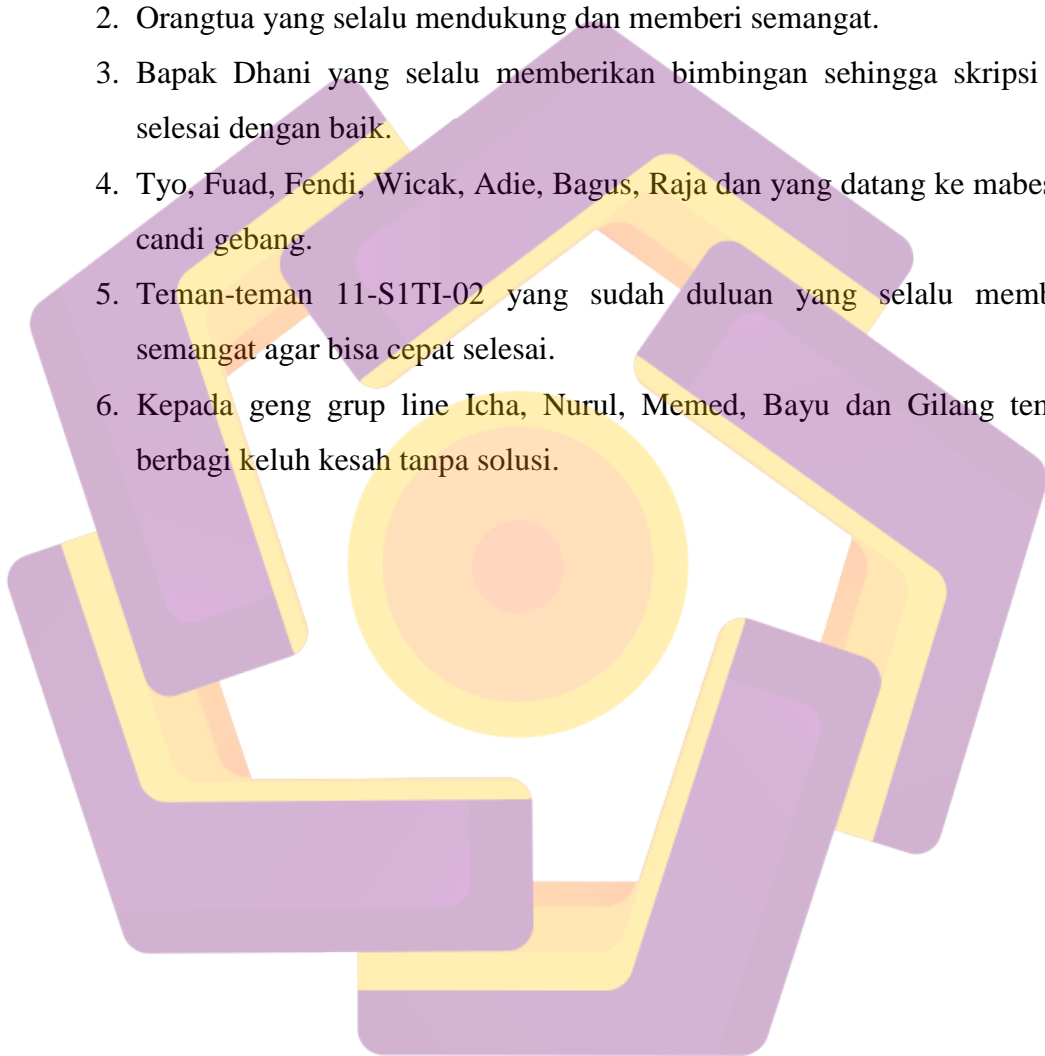 2. Orangtua yang selalu mendukung dan memberi semangat.
3. Bapak Dhani yang selalu memberikan bimbingan sehingga skripsi
selesai dengan baik.
4. Tyo, Fuad, Fendi, Wicak, Adie, Bagus, Raja dan yang datang ke mabes
candi gebang.
5. Teman-teman 11-S1TI-02 yang sudah duluan yang selalu memb
semangat agar bisa cepat selesai.
6. Kepada geng grup line Icha, Nurul, Memed, Bayu dan Gilang tem
berbagi keluh kesah tanpa solusi.